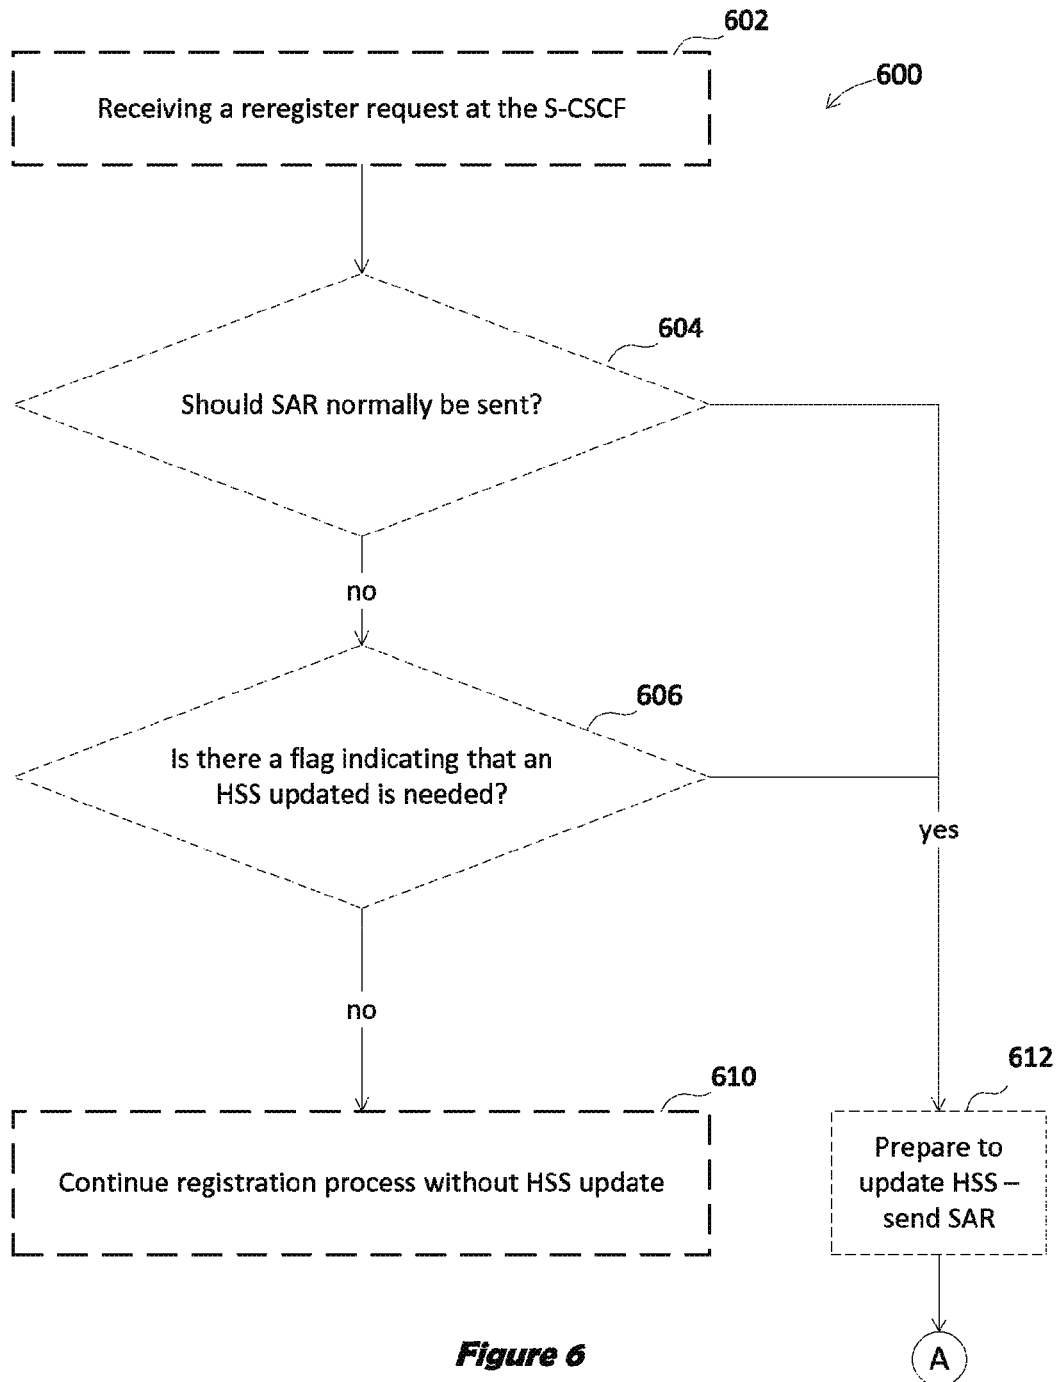 602
600
Receiving a reregister request at the S-CSCF
604
Should SAR normally be sent?
no
606
Is there a flag indicating that an
HSS updated is needed?
yes
no
610
612
Continue registration process without HSS update
Prepare to
update HSS –
send SAR
Figure 6
A